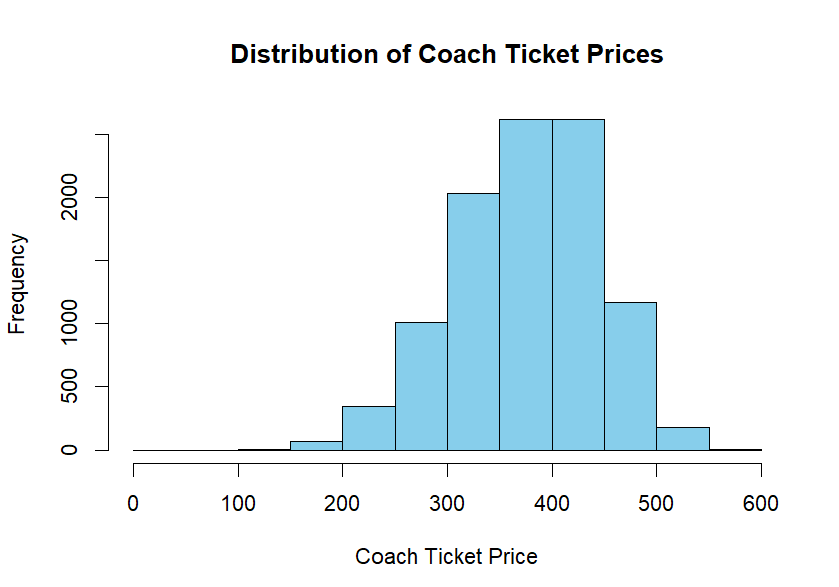 Distribution of Coach Ticket Prices
Frequency
2000
1000
500
0
0 100 200 300 400 500 600
Coach Ticket Price